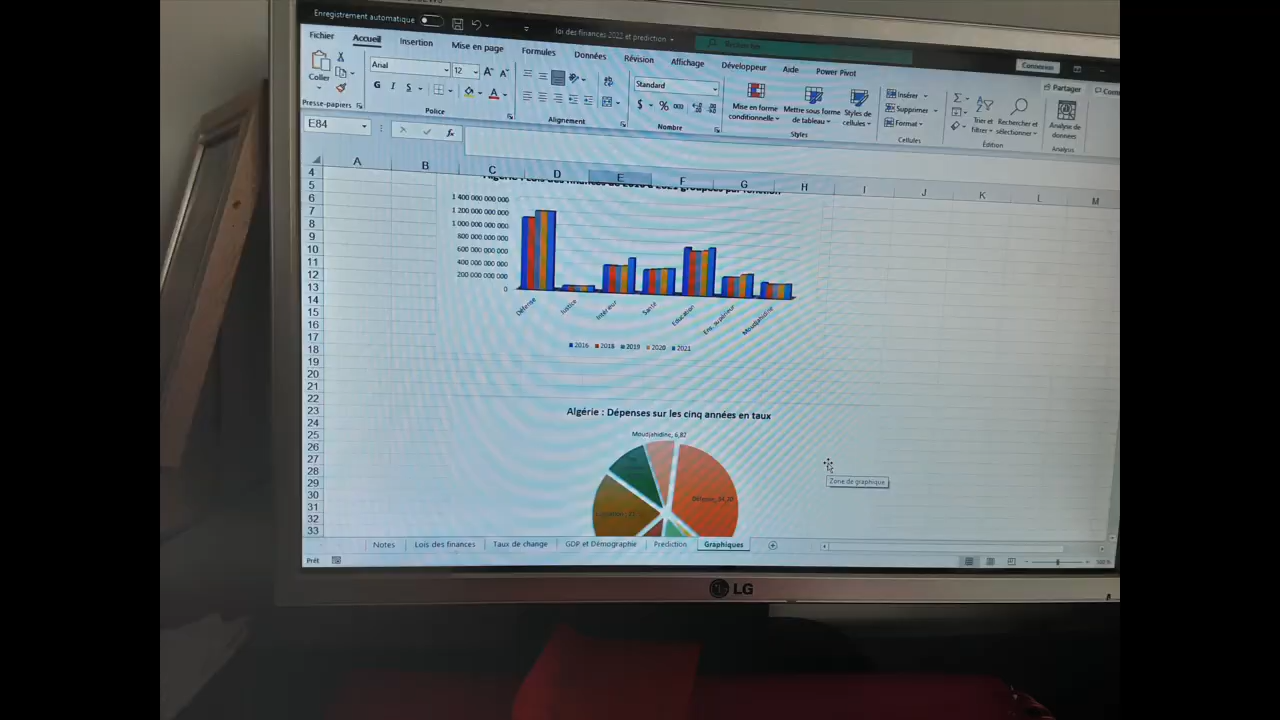 Enregistrement automatique
loi des finances 2022 et prediction
Rechercher
Fichier Accueil Insertion Mise en page Formules Données Révision Affichage Développeur Aide Power Pivot
Connexion
Partager
Coller
Arial 12
G I S
Standard
Mise en forme conditionnelle
Mettre sous forme de tableau
Styles de cellules
Insérer
Supprimer
Format
Trier et filtrer
Rechercher et sélectionner
Analyse de données
Presse-papiers Police Alignement Nombre Styles Cellules Édition Analysis
E84
fx
A B C D E F G H I J K L M
4
5
6
7
8
9
10
11
12
13
14
15
16
17
18
19
20
21
22
23
24
25
26
27
28
29
30
31
32
33
1 400 000 000 000
1 200 000 000 000
1 000 000 000 000
800 000 000 000
600 000 000 000
400 000 000 000
200 000 000 000
0
Défense Justice Intérieur Santé Education Ens. supérieur Moudjahidine
2016 2018 2019 2020 2021
Algérie : Dépenses sur les cinq années en taux
Moudjahidine, 6,82
Zone de graphique
Notes Lois des finances Taux de change GDP et Démographie Prediction Graphiques
Prêt
LG